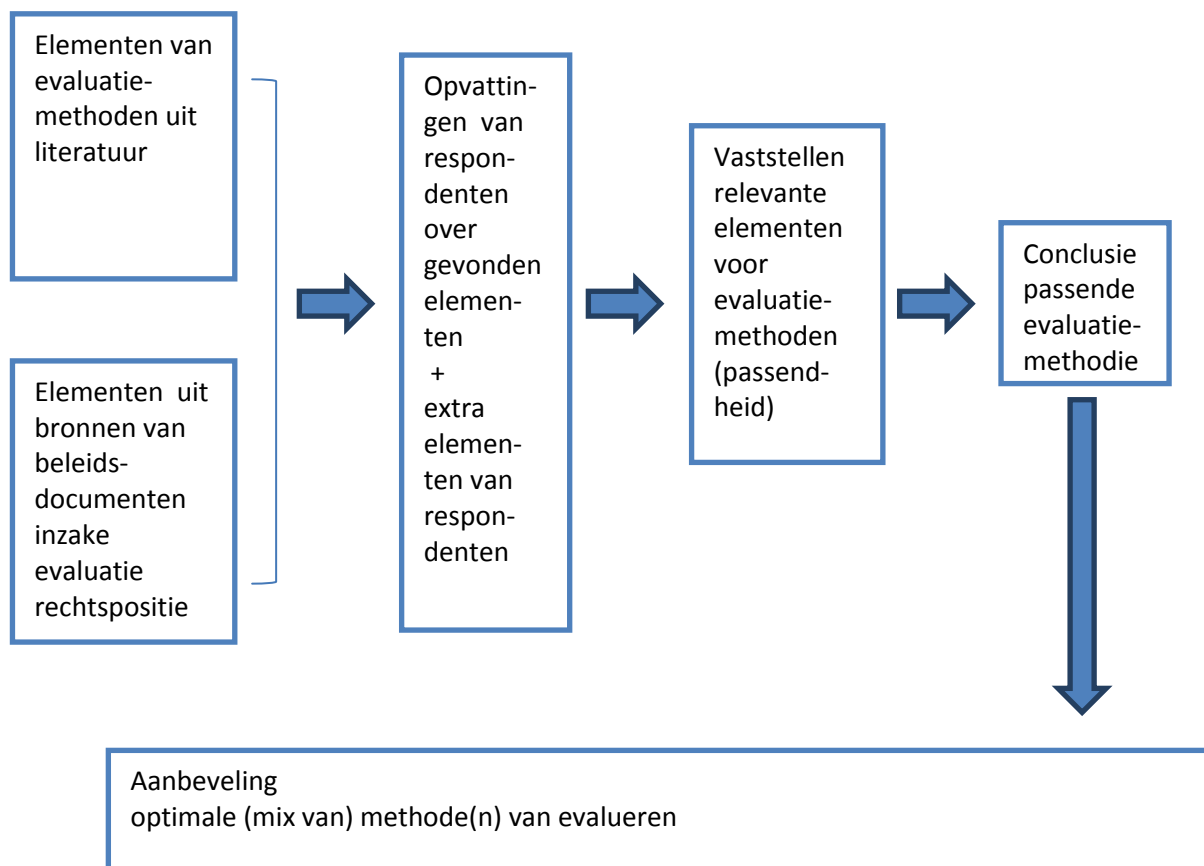 Elementen van
evaluatie-
methoden uit
literatuur
Elementen uit
bronnen van
beleids-
documenten
inzake
evaluatie
rechtspositie
Opvattin-
gen van
respon-
denten
over
gevonden
elemen-
ten
+
extra
elemen-
ten van
respon-
denten
Vaststellen
relevante
elementen
voor
evaluatie-
methoden
(passend-
heid)
Conclusie
passende
evaluatie-
methodie
Aanbeveling
optimale (mix van) methode(n) van evalueren